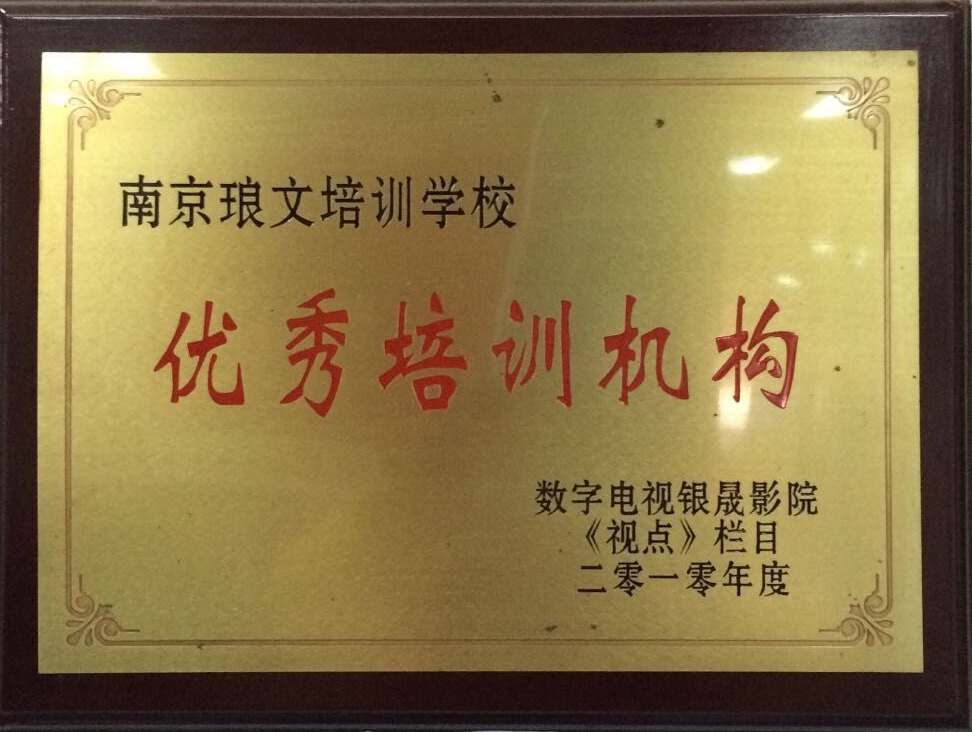 南京琅文培训学校
优秀培训机构
数字电视银晟影院
《视点》栏目
二零一零年度